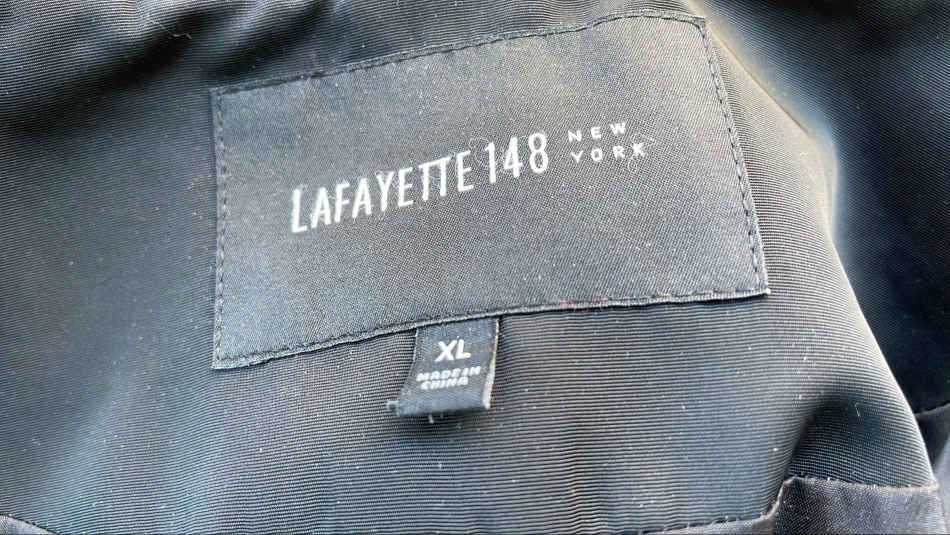 LAFAYETTE 148 NEW YORK
XL
MADE IN
CHINA